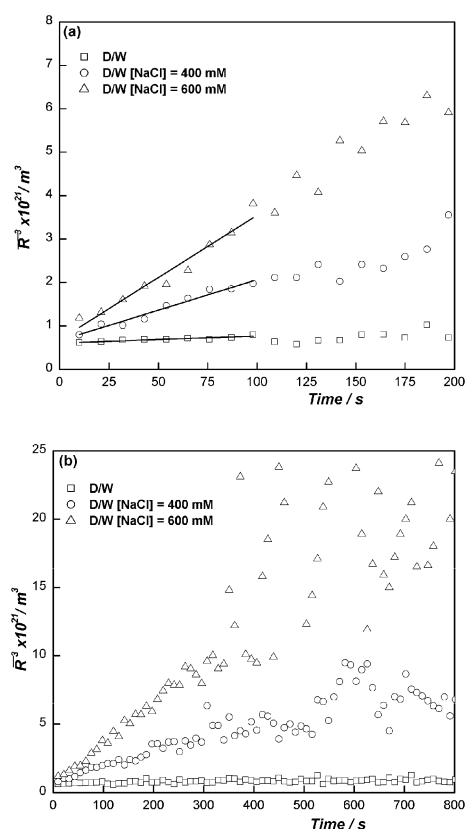 8
7
6
5
4
3
2
1
0
(a)
D/W
D/W [NaCl] = 400 mM
D/W [NaCl] = 600 mM
R̅⁻³ x10²¹/ m³
0 25 50 75 100 125 150 175 200
Time / s
25
20
15
10
5
0
(b)
D/W
D/W [NaCl] = 400 mM
D/W [NaCl] = 600 mM
R̅⁻³ x10²¹/ m³
0 100 200 300 400 500 600 700 800
Time / s